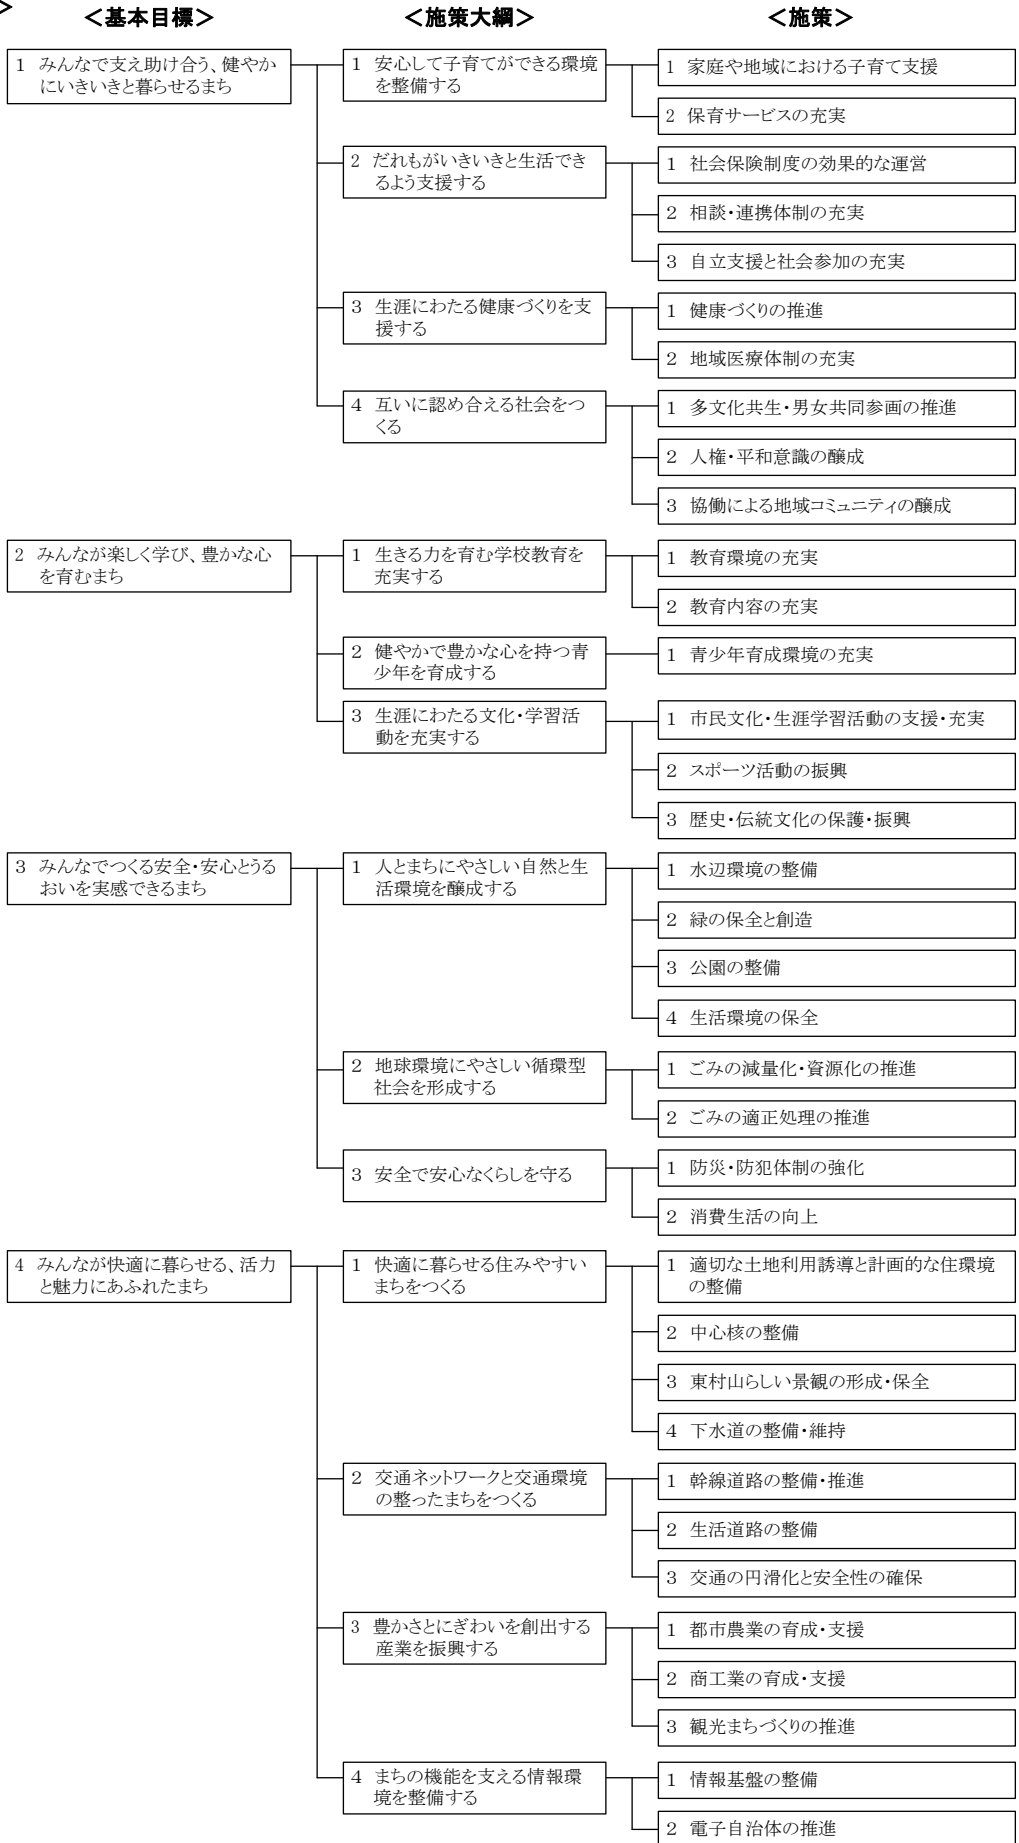 >
<基本目標>
<施策大綱>
<施策>
1 みんなで支え助け合う、健やか
にいきいきと暮らせるまち
1 安心して子育てができる環境
を整備する
1 家庭や地域における子育て支援
2 保育サービスの充実
2 だれもがいきいきと生活でき
るよう支援する
1 社会保険制度の効果的な運営
2 相談・連携体制の充実
3 自立支援と社会参加の充実
3 生涯にわたる健康づくりを支
援する
1 健康づくりの推進
2 地域医療体制の充実
4 互いに認め合える社会をつ
くる
1 多文化共生・男女共同参画の推進
2 人権・平和意識の醸成
3 協働による地域コミュニティの醸成
2 みんなが楽しく学び、豊かな心
を育むまち
1 生きる力を育む学校教育を
充実する
1 教育環境の充実
2 教育内容の充実
2 健やかで豊かな心を持つ青
少年を育成する
1 青少年育成環境の充実
3 生涯にわたる文化・学習活
動を充実する
1 市民文化・生涯学習活動の支援・充実
2 スポーツ活動の振興
3 歴史・伝統文化の保護・振興
3 みんなでつくる安全・安心とうる
おいを実感できるまち
1 人とまちにやさしい自然と生
活環境を醸成する
1 水辺環境の整備
2 緑の保全と創造
3 公園の整備
4 生活環境の保全
2 地球環境にやさしい循環型
社会を形成する
1 ごみの減量化・資源化の推進
2 ごみの適正処理の推進
3 安全で安心なくらしを守る
1 防災・防犯体制の強化
2 消費生活の向上
4 みんなが快適に暮らせる、活力
と魅力にあふれたまち
1 快適に暮らせる住みやすい
まちをつくる
1 適切な土地利用誘導と計画的な住環境
の整備
2 中心核の整備
3 東村山らしい景観の形成・保全
4 下水道の整備・維持
2 交通ネットワークと交通環境
の整ったまちをつくる
1 幹線道路の整備・推進
2 生活道路の整備
3 交通の円滑化と安全性の確保
3 豊かさとにぎわいを創出する
産業を振興する
1 都市農業の育成・支援
2 商工業の育成・支援
3 観光まちづくりの推進
4 まちの機能を支える情報環
境を整備する
1 情報基盤の整備
2 電子自治体の推進